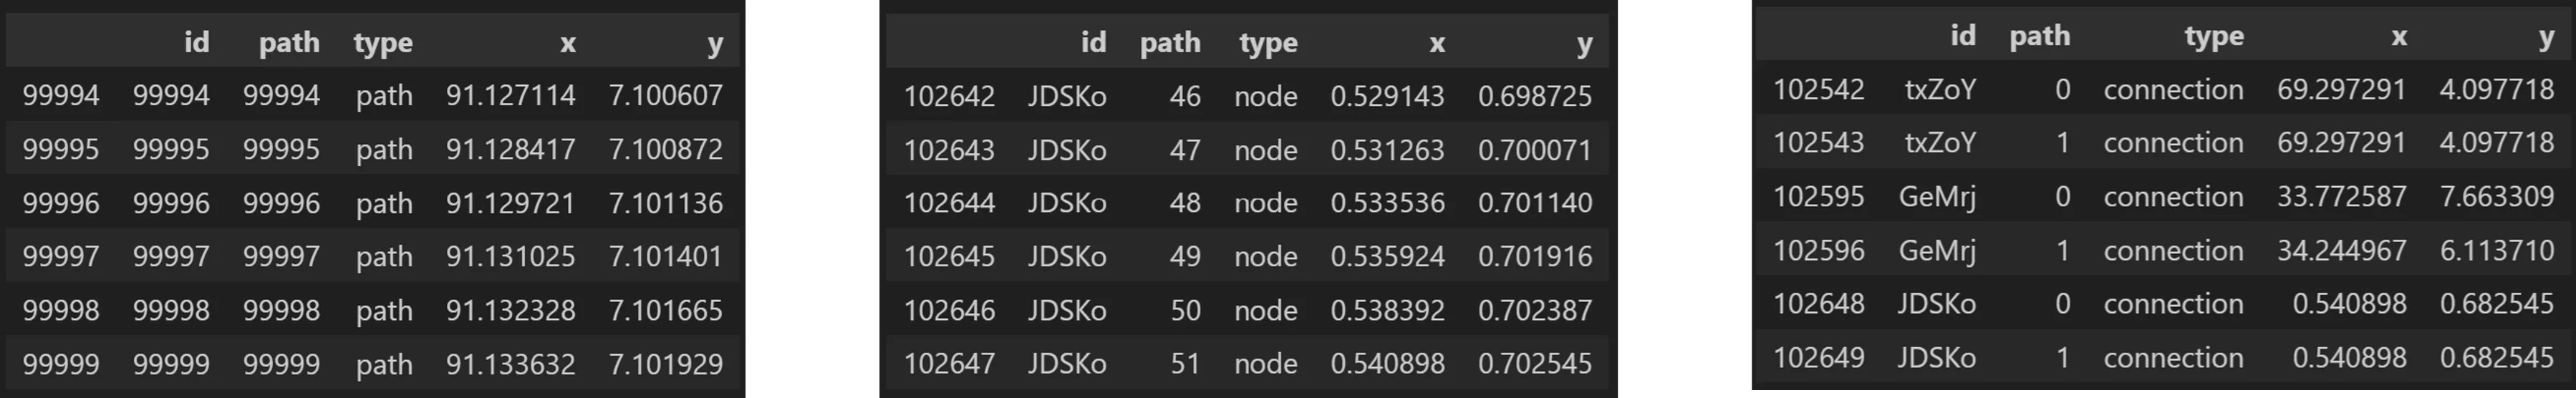 id path type x y
99994 99994 99994 path 91.127114 7.100607
99995 99995 99995 path 91.128417 7.100872
99996 99996 99996 path 91.129721 7.101136
99997 99997 99997 path 91.131025 7.101401
99998 99998 99998 path 91.132328 7.101665
99999 99999 99999 path 91.133632 7.101929
id path type x y
102642 JDSKo 46 node 0.529143 0.698725
102643 JDSKo 47 node 0.531263 0.700071
102644 JDSKo 48 node 0.533536 0.701140
102645 JDSKo 49 node 0.535924 0.701916
102646 JDSKo 50 node 0.538392 0.702387
102647 JDSKo 51 node 0.540898 0.702545
id path type x y
102542 txZoY 0 connection 69.297291 4.097718
102543 txZoY 1 connection 69.297291 4.097718
102595 GeMrj 0 connection 33.772587 7.663309
102596 GeMrj 1 connection 34.244967 6.113710
102648 JDSKo 0 connection 0.540898 0.682545
102649 JDSKo 1 connection 0.540898 0.682545